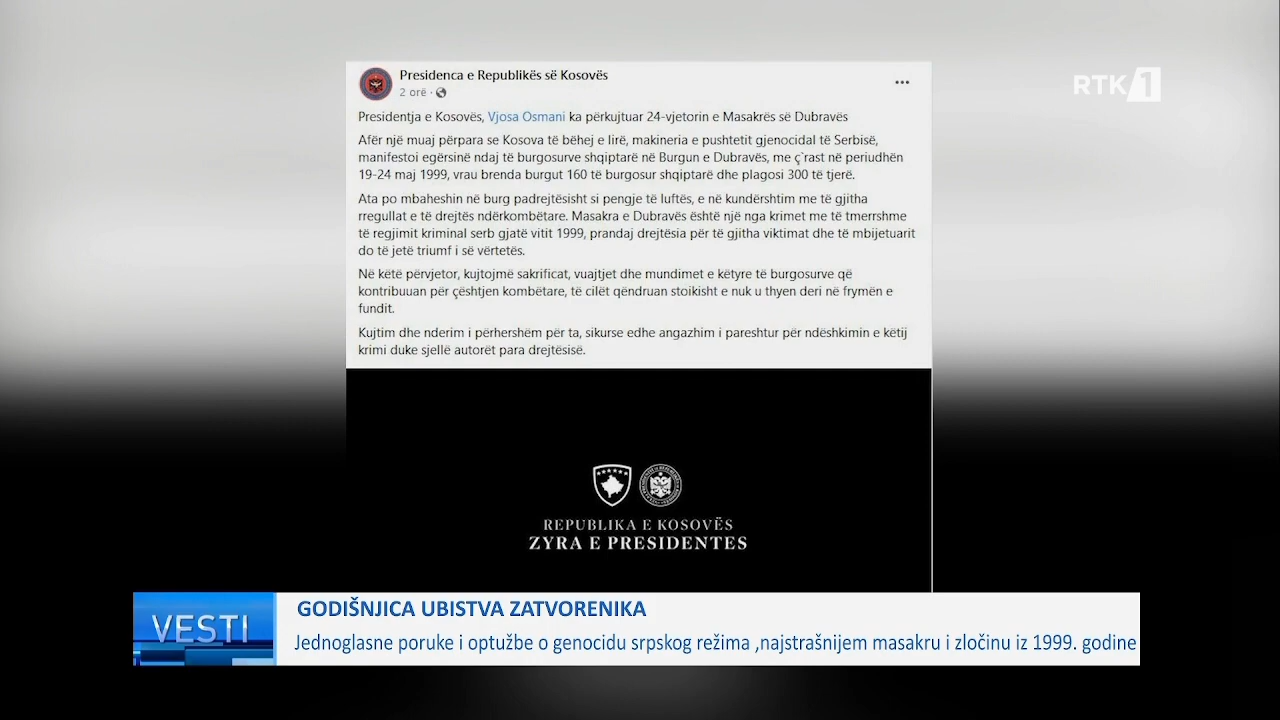 Presidenca e Republikës së Kosovës
2 orë ·
RTK 1
Presidentja e Kosovës, Vjosa Osmani ka përkujtuar 24-vjetorin e Masakrës së Dubravës
Afër një muaj përpara se Kosova të bëhej e lirë, makineria e pushtetit gjenocidal të Serbisë,
manifestoi egërsinë ndaj të burgosurve shqiptarë në Burgun e Dubravës, me ç`rast në periudhën
19-24 maj 1999, vrau brenda burgut 160 të burgosur shqiptarë dhe plagosi 300 të tjerë.
Ata po mbaheshin në burg padrejtësisht si pengje të luftës, e në kundërshtim me të gjitha
rregullat e të drejtës ndërkombëtare. Masakra e Dubravës është një nga krimet me të tmerrshme
të regjimit kriminal serb gjatë vitit 1999, prandaj drejtësia për të gjitha viktimat dhe të mbijetuarit
do të jetë triumf i së vërtetës.
Në këtë përvjetor, kujtojmë sakrificat, vuajtjet dhe mundimet e këtyre të burgosurve që
kontribuuan për çështjen kombëtare, të cilët qëndruan stoikisht e nuk u thyen deri në frymën e
fundit.
Kujtim dhe nderim i përhershëm për ta, sikurse edhe angazhim i pareshtur për ndëshkimin e këtij
krimi duke sjellë autorët para drejtësisë.
REPUBLIKA E KOSOVËS
ZYRA E PRESIDENTES
VESTI
GODIŠNJICA UBISTVA ZATVORENIKA
Jednoglasne poruke i optužbe o genocidu srpskog režima ,najstrašnijem masakru i zločinu iz 1999. godine